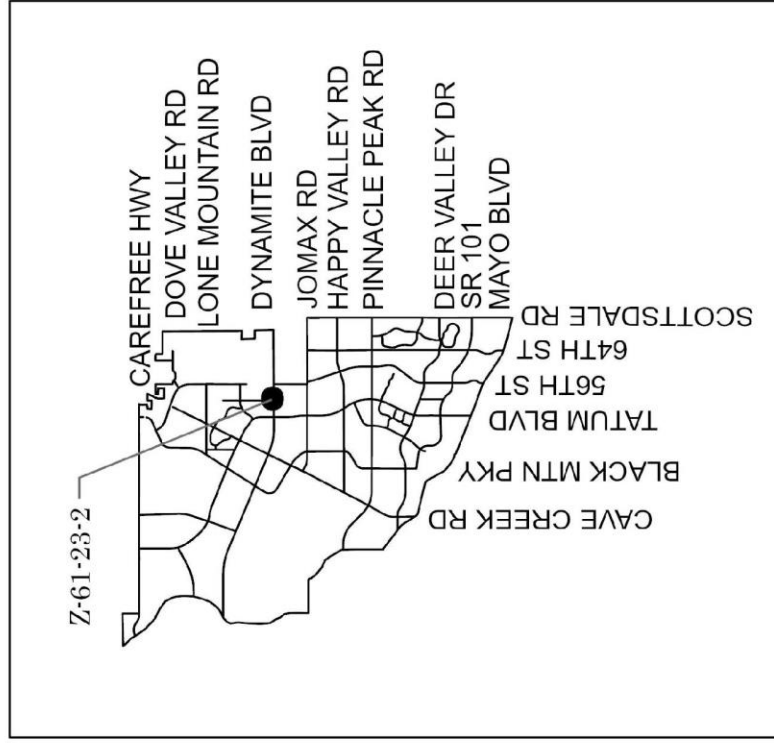 Z-61-23-2
CAREFREE HWY
DOVE VALLEY RD
LONE MOUNTAIN RD
DYNAMITE BLVD
JOMAX RD
HAPPY VALLEY RD
PINNACLE PEAK RD
DEER VALLEY DR
SR 101
MAYO BLVD
SCOTTSDALE RD
64TH ST
56TH ST
TATUM BLVD
BLACK MTN PKY
CAVE CREEK RD